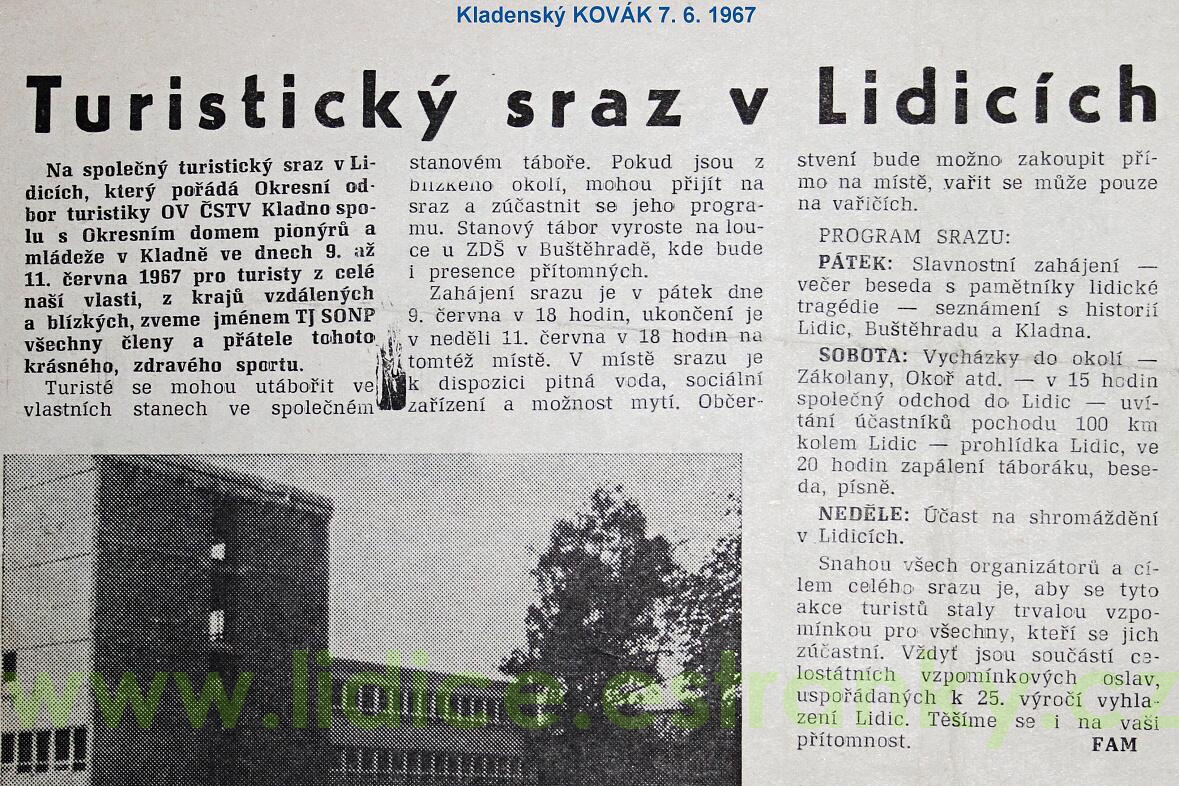 Kladenský KOVÁK 7. 6. 1967
Turistický sraz v Lidicích
Na společný turistický sraz v Li-
dicích, který pořádá Okresní od-
bor turistiky OV ČSTV Kladno spo-
lu s Okresním domem pionýrů a
mládeže v Kladně ve dnech 9. až
11. června 1967 pro turisty z celé
naší vlasti, z krajů vzdálených
a blízkých, zveme jménem TJ SONP
všechny členy a přátele tohoto
krásného, zdravého sportu.
Turisté se mohou utábořit ve
vlastních stanech ve společném
stanovém táboře. Pokud jsou z
blízkého okolí, mohou přijít na
sraz a zúčastnit se jeho progra-
mu. Stanový tábor vyroste na lou-
ce u ZDŠ v Buštěhradě, kde bude
i presence přítomných.
Zahájení srazu je v pátek dne
9. června v 18 hodin, ukončení je
v neděli 11. června v 18 hodin na
tomtéž místě. V místě srazu je
k dispozici pitná voda, sociální
zařízení a možnost mytí. Občer-
stvení bude možno zakoupit pří-
mo na místě, vařit se může pouze
na vařičích.
PROGRAM SRAZU:
PÁTEK: Slavnostní zahájení —
večer beseda s pamětníky lidické
tragédie — seznámení s historií
Lidic, Buštěhradu a Kladna.
SOBOTA: Vycházky do okolí —
Zákolany, Okoř atd. — v 15 hodin
společný odchod do Lidic — uví-
tání účastníků pochodu 100 km
kolem Lidic — prohlídka Lidic, ve
20 hodin zapálení táboráku, bese-
da, písně.
NEDĚLE: Účast na shromáždění
v Lidicích.
Snahou všech organizátorů a cí-
lem celého srazu je, aby se tyto
akce turistů staly trvalou vzpo-
mínkou pro všechny, kteří se jich
zúčastní. Vždyť jsou součástí ce-
lostátních vzpomínkových oslav,
uspořádaných k 25. výročí vyhla-
zení Lidic. Těšíme se i na vaši
přítomnost. FAM
www.lidice.estranky.cz